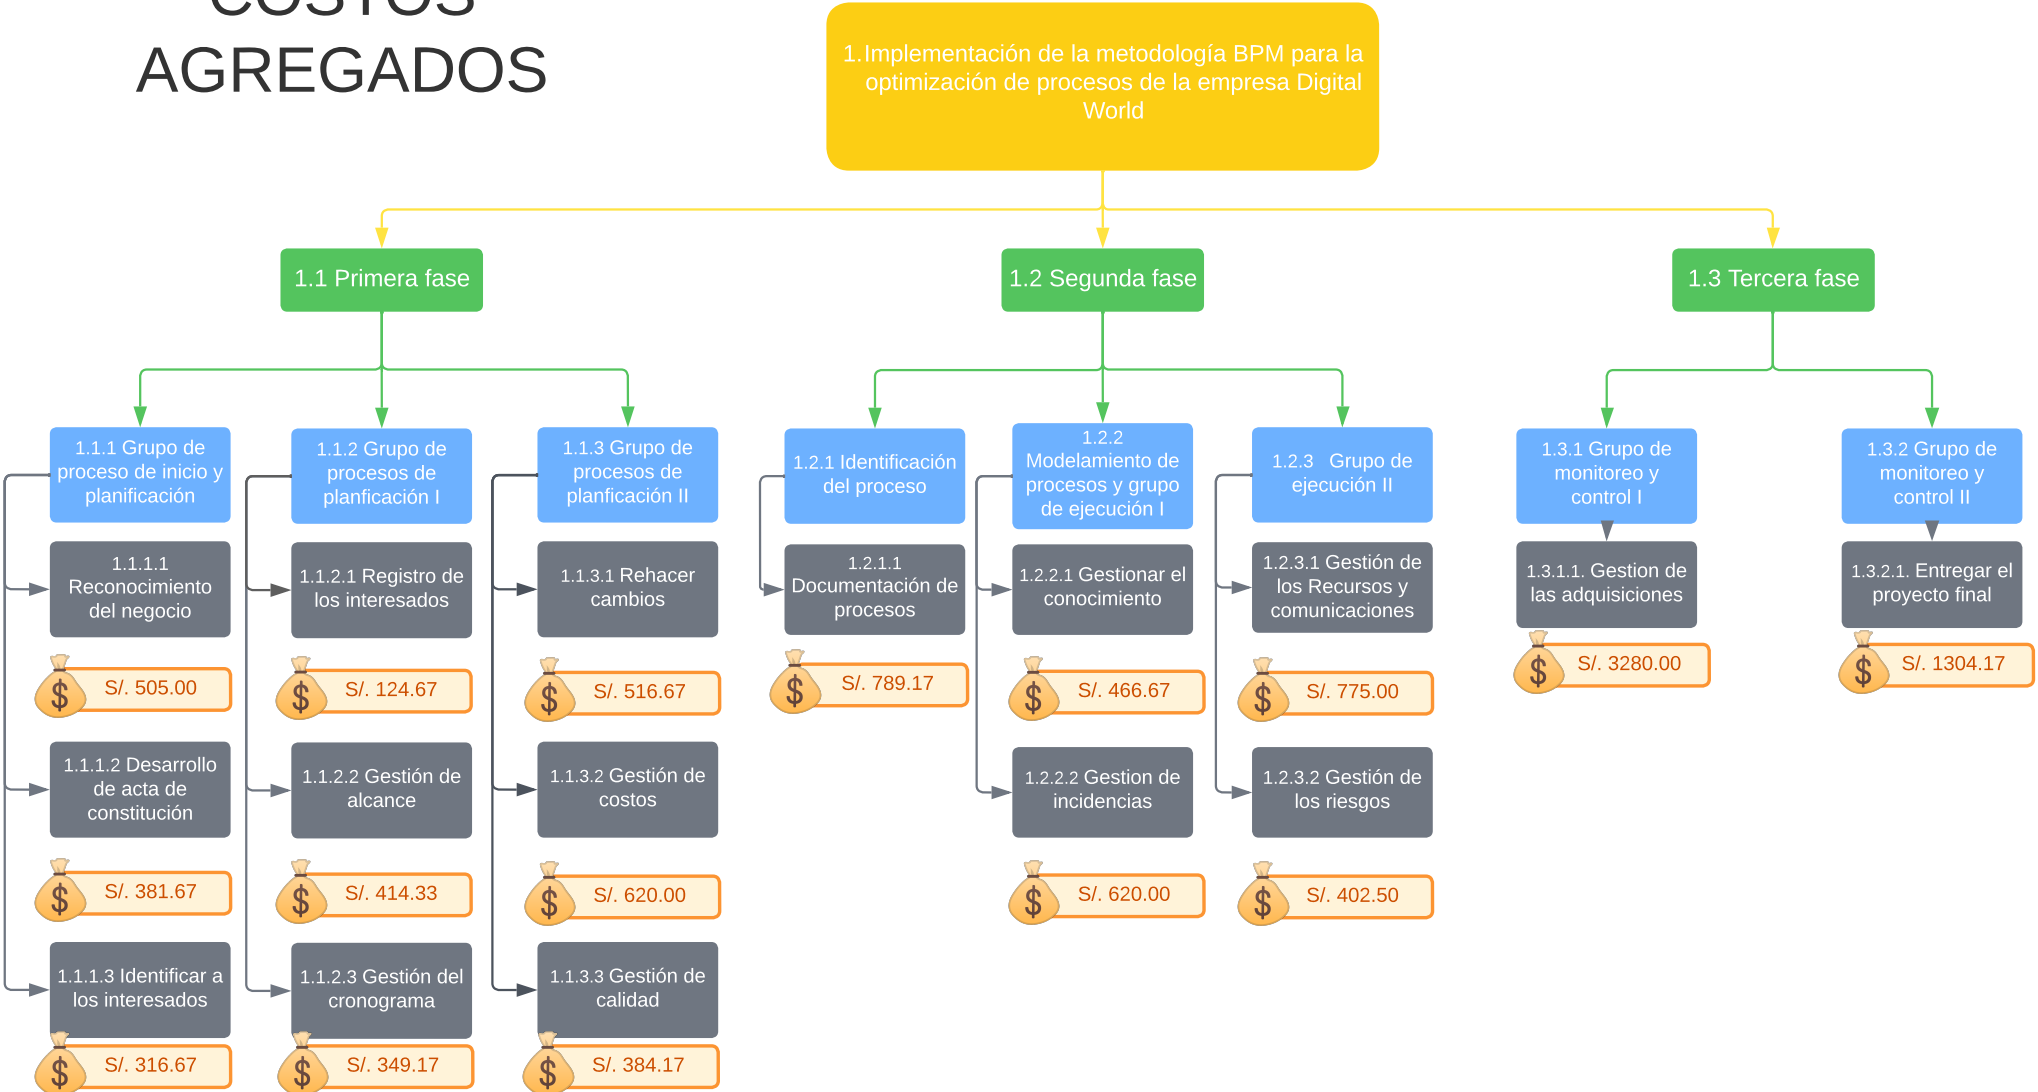 COSTOS
AGREGADOS
1. Implementación de la metodología BPM para la
optimización de procesos de la empresa Digital
World
1.1 Primera fase
1.2 Segunda fase
1.3 Tercera fase
1.1.1 Grupo de
proceso de inicio y
planificación
1.1.2 Grupo de
procesos de
planficación I
1.1.3 Grupo de
procesos de
planficación II
1.2.1 Identificación
del proceso
1.2.2
Modelamiento de
procesos y grupo
de ejecución I
1.2.3 Grupo de
ejecución II
1.3.1 Grupo de
monitoreo y
control I
1.3.2 Grupo de
monitoreo y
control II
1.1.1.1
Reconocimiento
del negocio
1.1.2.1 Registro de
los interesados
1.1.3.1 Rehacer
cambios
1.2.1.1
Documentación de
procesos
1.2.2.1 Gestionar el
conocimiento
1.2.3.1 Gestión de
los Recursos y
comunicaciones
1.3.1.1. Gestion de
las adquisiciones
1.3.2.1. Entregar el
proyecto final
S/. 505.00
S/. 124.67
S/. 516.67
S/. 789.17
S/. 466.67
S/. 775.00
S/. 3280.00
S/. 1304.17
1.1.1.2 Desarrollo
de acta de
constitución
1.1.2.2 Gestión de
alcance
1.1.3.2 Gestión de
costos
1.2.2.2 Gestion de
incidencias
1.2.3.2 Gestión de
los riesgos
S/. 381.67
S/. 414.33
S/. 620.00
S/. 620.00
S/. 402.50
1.1.1.3 Identificar a
los interesados
1.1.2.3 Gestión del
cronograma
1.1.3.3 Gestión de
calidad
S/. 316.67
S/. 349.17
S/. 384.17